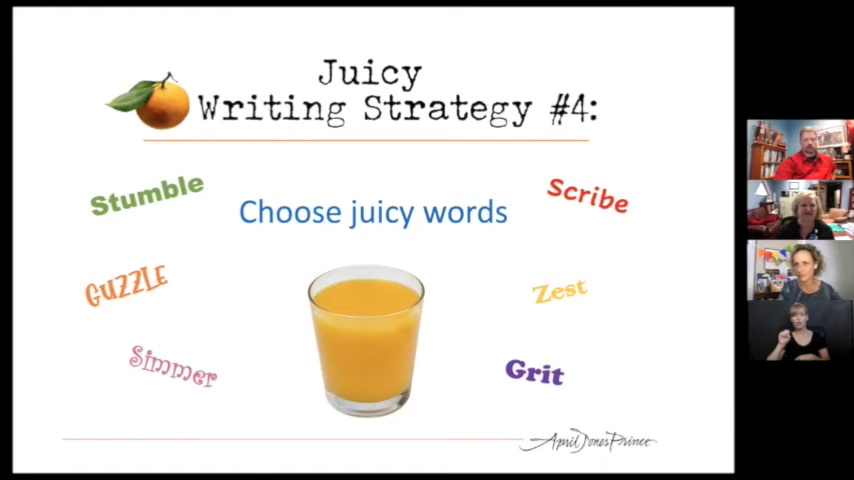 Juicy
Writing Strategy #4:
Stumble
Scribe
Choose juicy words
GUZZLE
Zest
Simmer
Grit
April Jones Prince